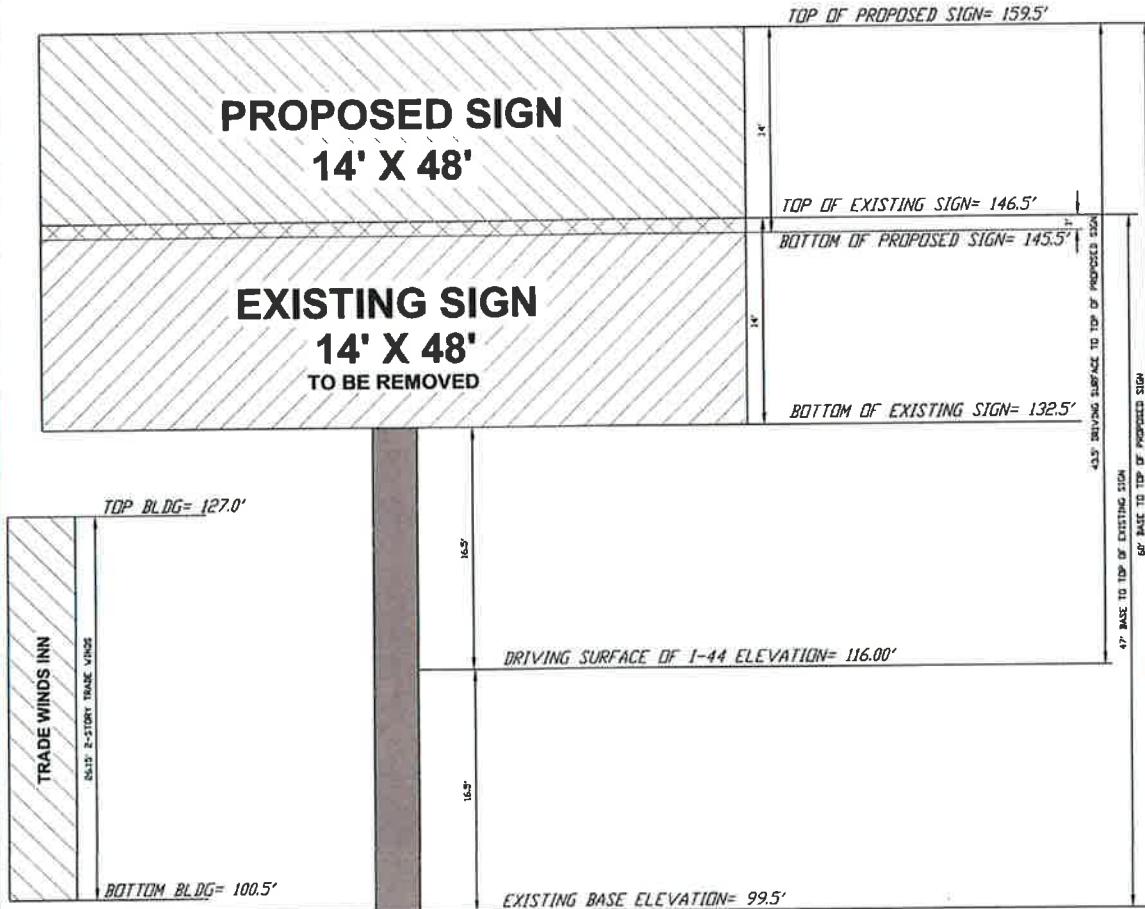 TOP OF PROPOSED SIGN= 159.5'
PROPOSED SIGN
14' X 48'
14'
TOP OF EXISTING SIGN= 146.5'
1'
BOTTOM OF PROPOSED SIGN= 145.5'
EXISTING SIGN
14' X 48'
TO BE REMOVED
14'
BOTTOM OF EXISTING SIGN= 132.5'
43.5' DRIVING SURFACE TO TOP OF PROPOSED SIGN
47' BASE TO TOP OF EXISTING SIGN
60' BASE TO TOP OF PROPOSED SIGN
TOP BLDG= 127.0'
16.5'
TRADE WINDS INN
2-STORY TRADE WINDS
DRIVING SURFACE OF I-44 ELEVATION= 116.00'
16.5'
BOTTOM BLDG= 100.5'
EXISTING BASE ELEVATION= 99.5'